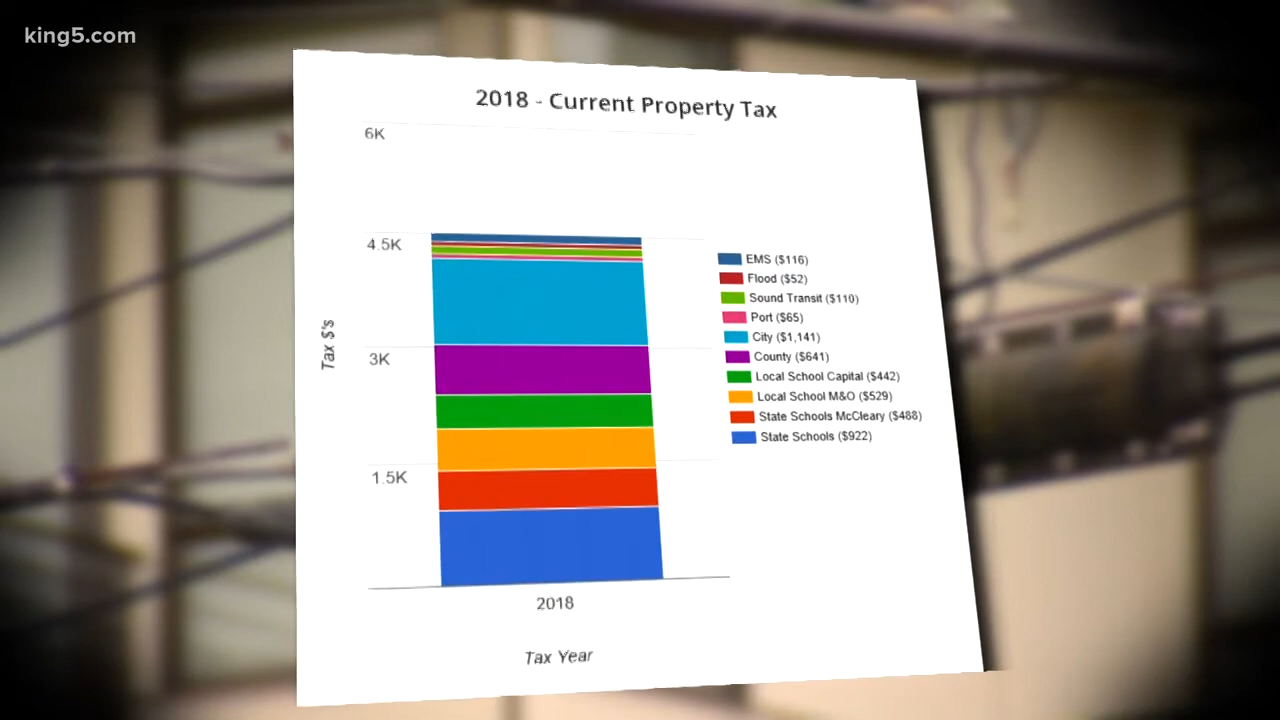 king5.com
2018 - Current Property Tax
6K
4.5K
3K
1.5K
Tax $'s
EMS ($116)
Flood ($52)
Sound Transit ($110)
Port ($65)
City ($1,141)
County ($641)
Local School Capital ($442)
Local School M&O ($529)
State Schools McCleary ($488)
State Schools ($922)
2018
Tax Year